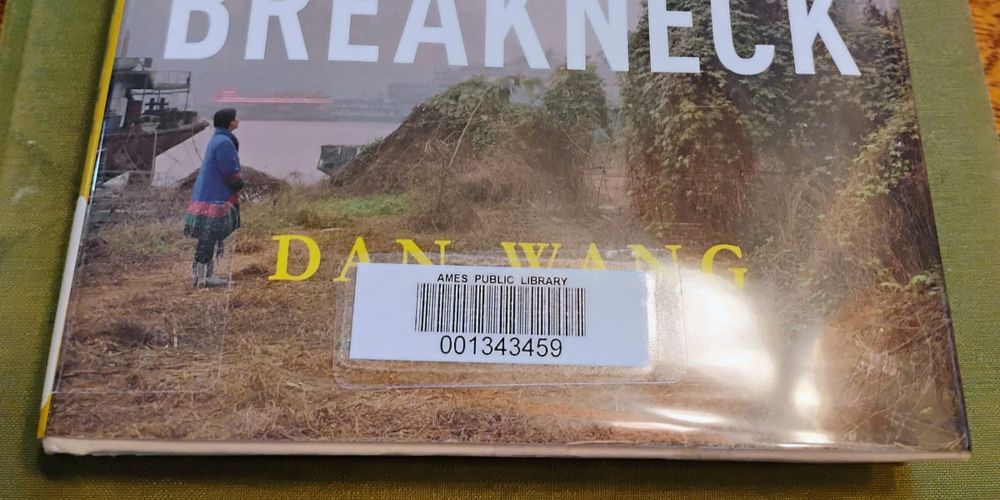 BREAKNECK
DAN WANG
AMES PUBLIC LIBRARY
001343459